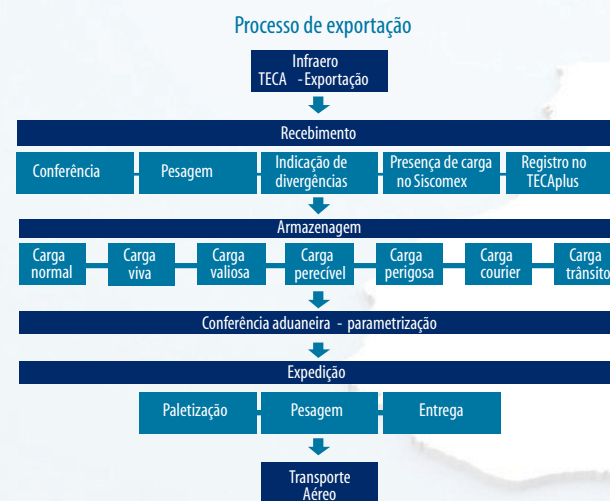 Processo de exportação
Infraero
TECA - Exportação
Recebimento
Conferência
Pesagem
Indicação de
divergências
Presença de carga
no Siscomex
Registro no
TECAplus
Armazenagem
Carga
normal
Carga
viva
Carga
valiosa
Carga
perecível
Carga
perigosa
Carga
courier
Carga
trânsito
Conferência aduaneira - parametrização
Expedição
Paletização
Pesagem
Entrega
Transporte
Aéreo